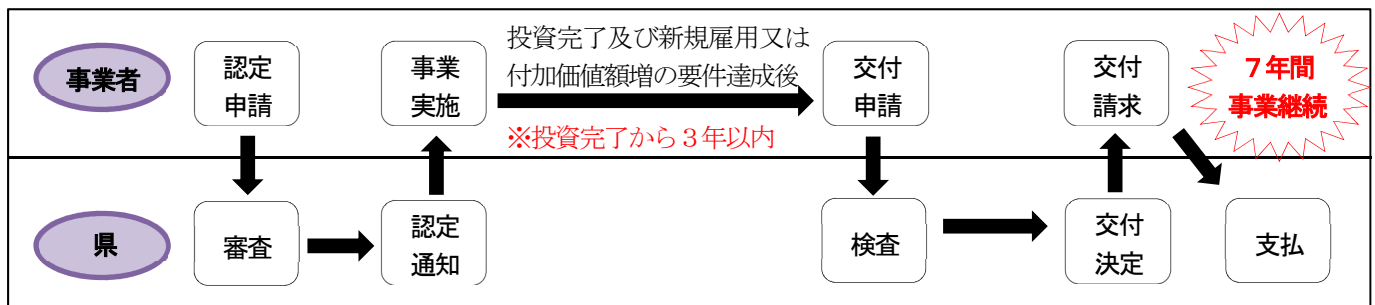 事業者
認定
申請
事業
実施
投資完了及び新規雇用又は
付加価値額増の要件達成後
※投資完了から３年以内
交付
申請
交付
請求
７年間
事業継続
県
審査
認定
通知
検査
交付
決定
支払